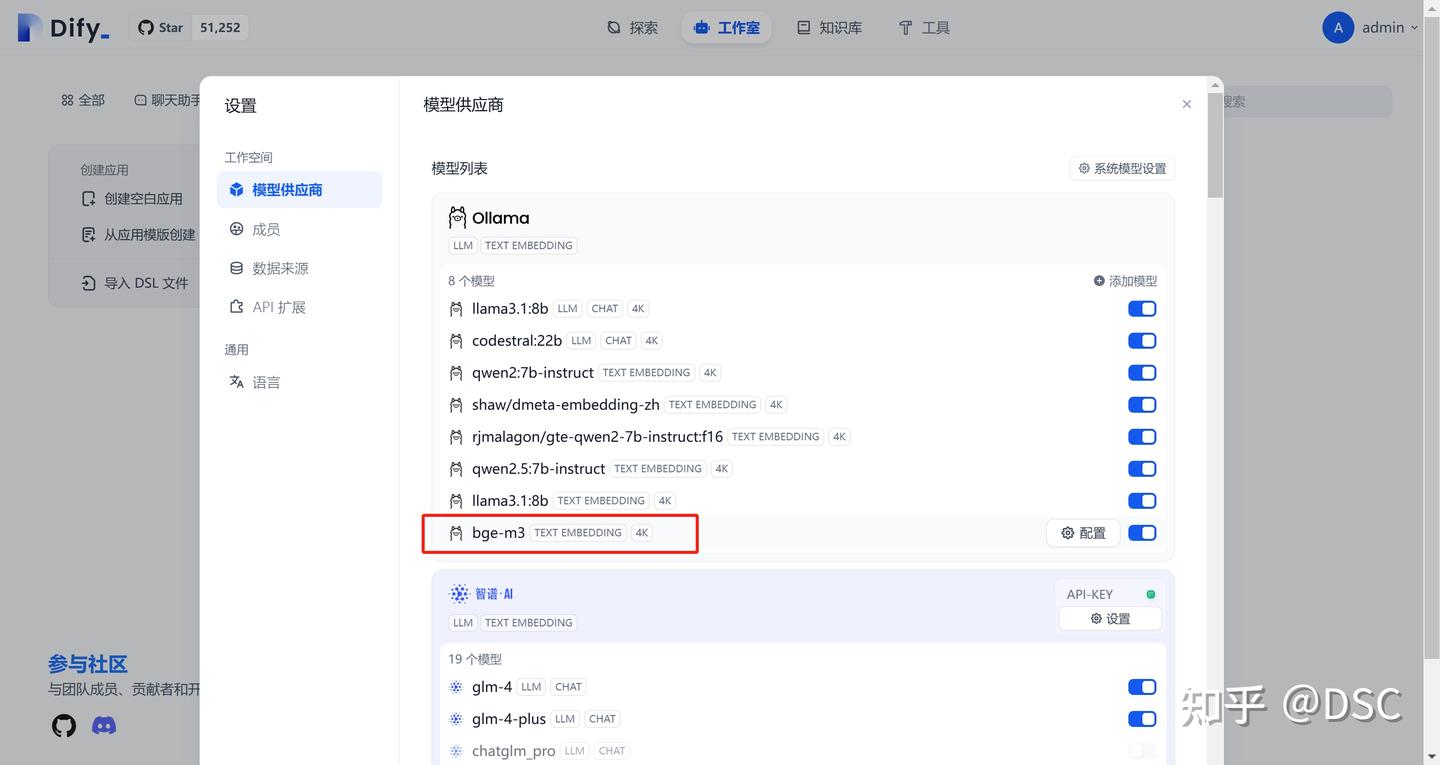 Dify_
Star 51,252
探索
工作室
知识库
工具
A admin
全部
聊天助手
搜索
创建应用
创建空白应用
从应用模版创建
导入 DSL 文件
参与社区
与团队成员、贡献者和开
设置
工作空间
模型供应商
成员
数据来源
API 扩展
通用
语言
模型供应商
模型列表
系统模型设置
Ollama
LLM TEXT EMBEDDING
8 个模型
添加模型
llama3.1:8b LLM CHAT 4K
codestral:22b LLM CHAT 4K
qwen2:7b-instruct TEXT EMBEDDING 4K
shaw/dmeta-embedding-zh TEXT EMBEDDING 4K
rjmalagon/gte-qwen2-7b-instruct:f16 TEXT EMBEDDING 4K
qwen2.5:7b-instruct TEXT EMBEDDING 4K
llama3.1:8b TEXT EMBEDDING 4K
bge-m3 TEXT EMBEDDING 4K
配置
智谱·AI
LLM TEXT EMBEDDING
API-KEY
设置
19 个模型
glm-4 LLM CHAT
glm-4-plus LLM CHAT
chatglm_pro LLM CHAT
知乎 @DSC